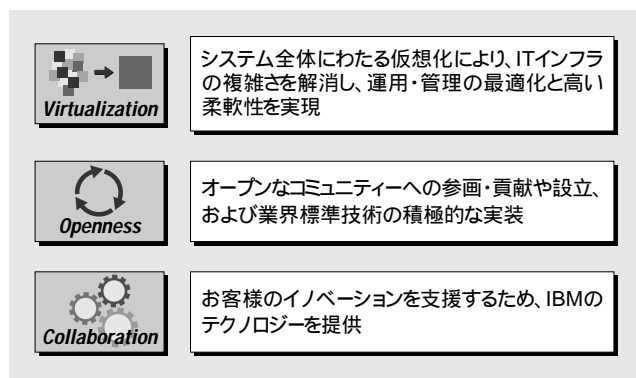 Virtualization
システム全体にわたる仮想化により、ITインフラ
の複雑さを解消し、運用・管理の最適化と高い
柔軟性を実現
Openness
オープンなコミュニティーへの参画・貢献や設立、
および業界標準技術の積極的な実装
Collaboration
お客様のイノベーションを支援するため、IBMの
テクノロジーを提供